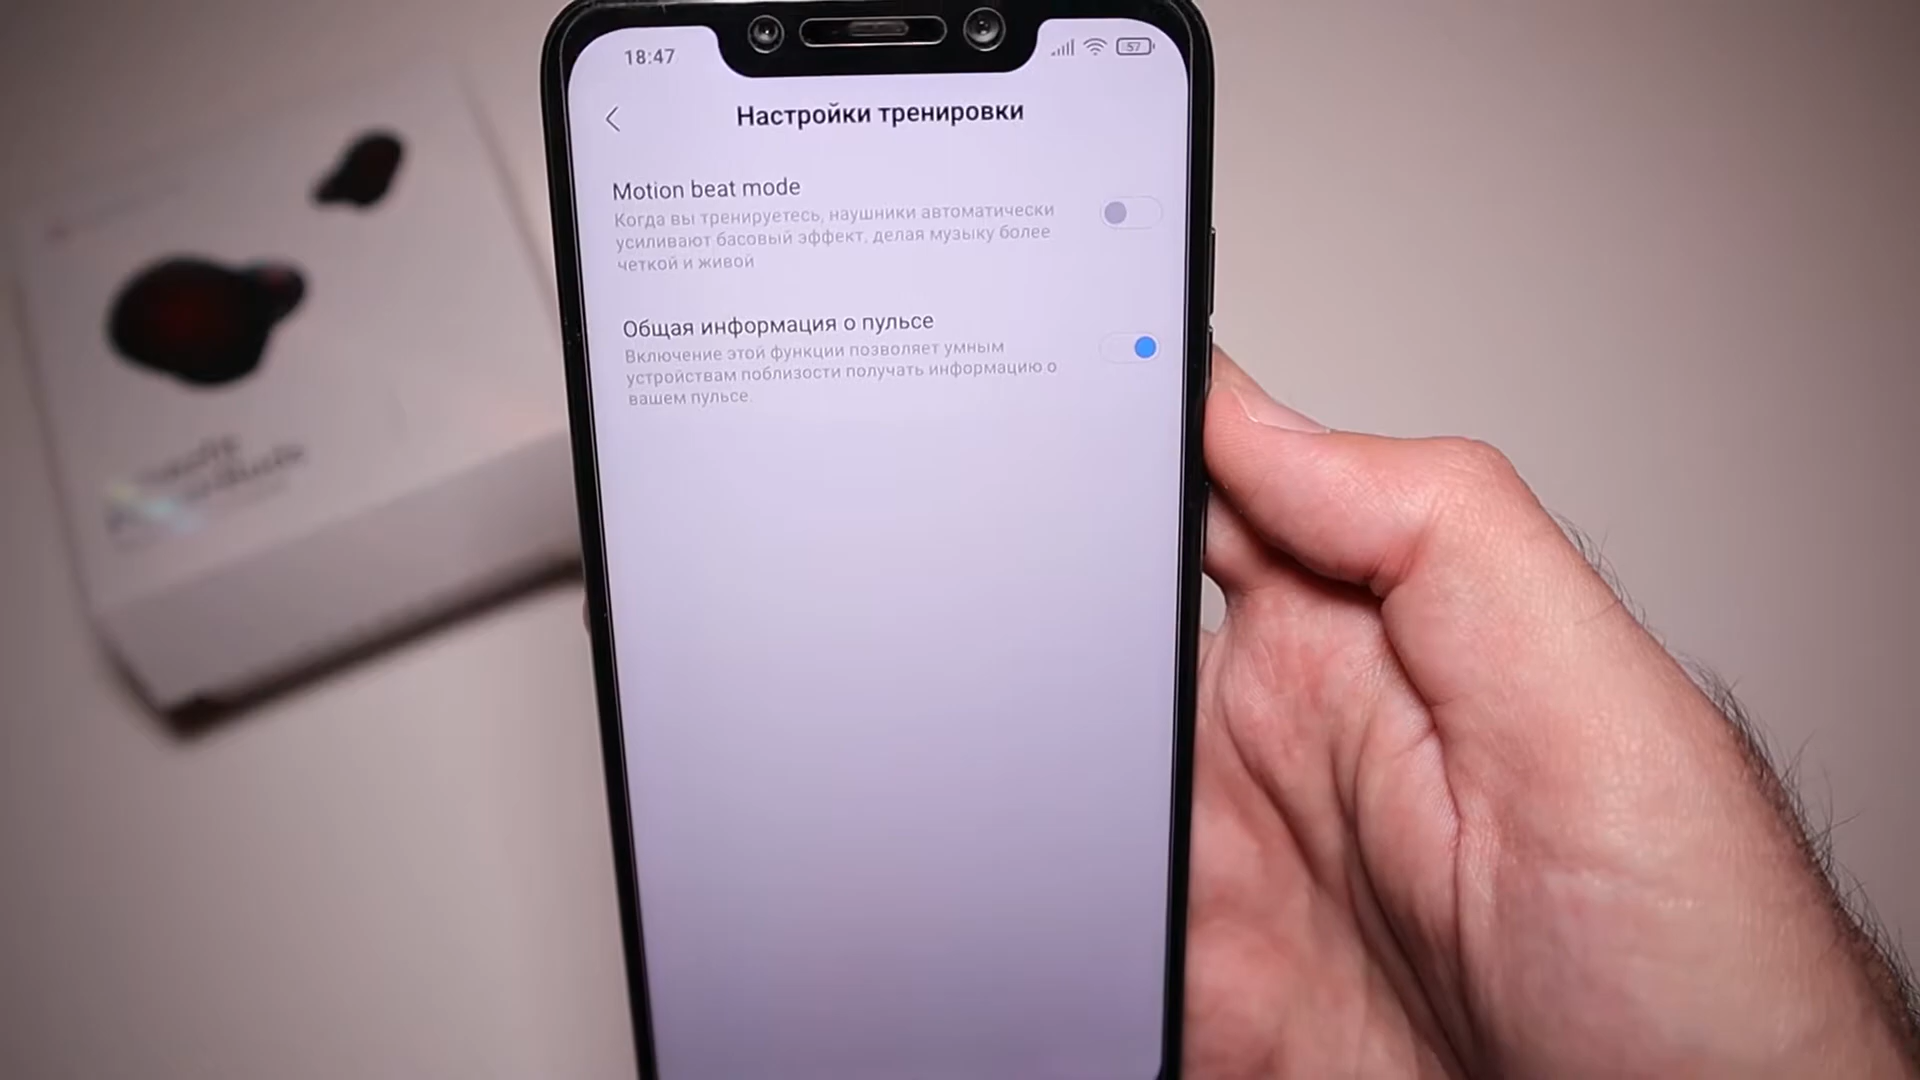 18:47
57
Настройки тренировки
Motion beat mode
Когда вы тренируетесь, наушники автоматически
усиливают басовый эффект, делая музыку более
четкой и живой
Общая информация о пульсе
Включение этой функции позволяет умным
устройствам поблизости получать информацию о
вашем пульсе.